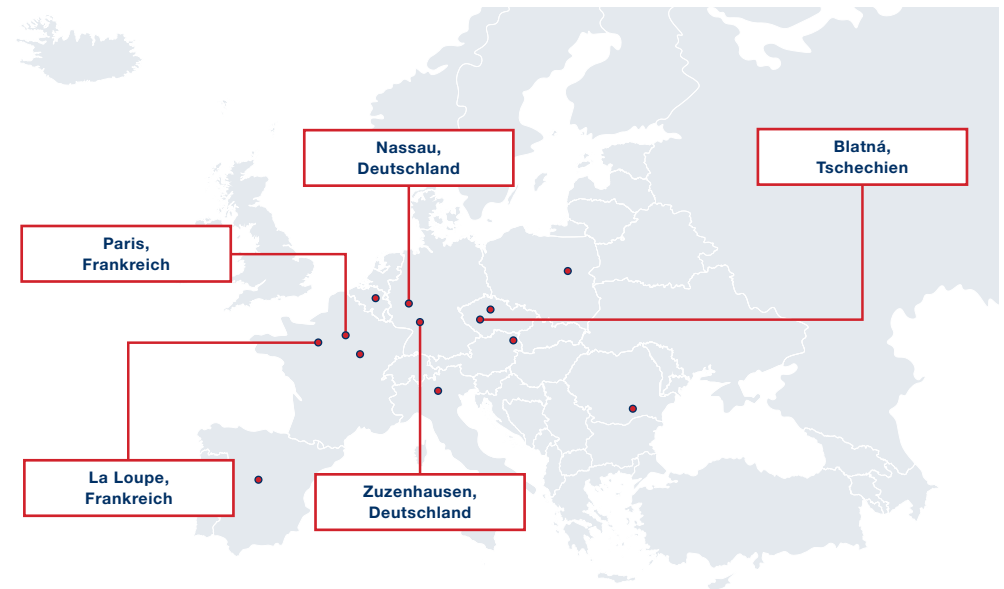 Nassau,
Deutschland
Blatná,
Tschechien
Paris,
Frankreich
La Loupe,
Frankreich
Zuzenhausen,
Deutschland